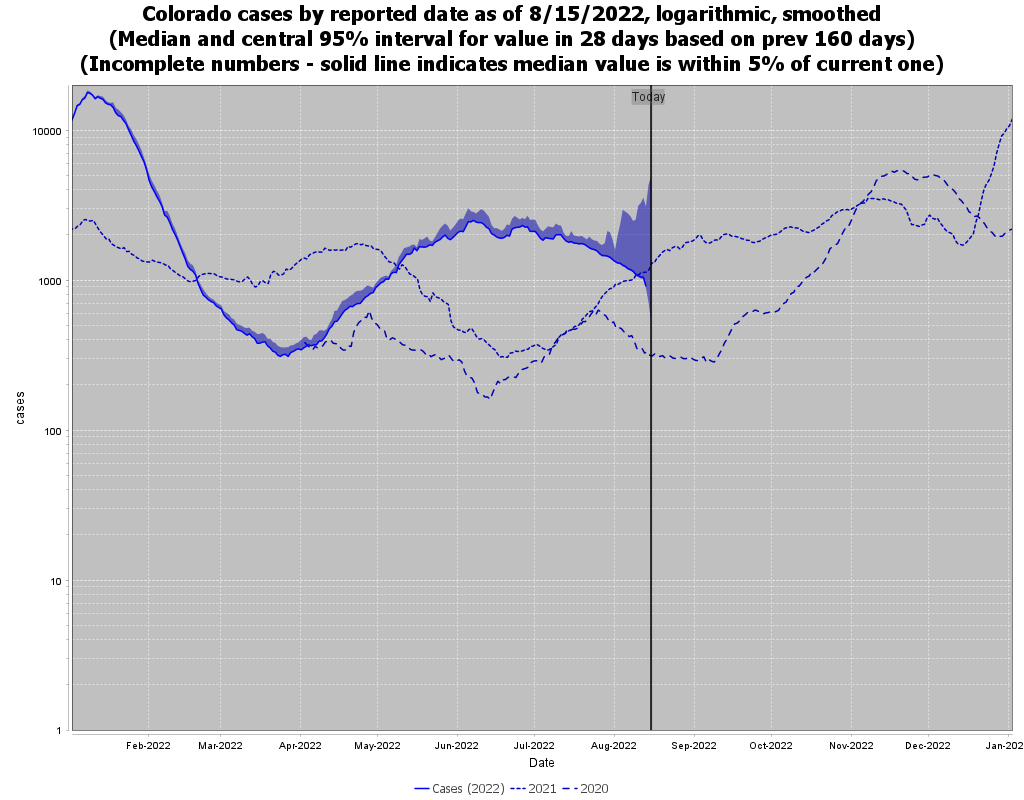 Colorado cases by reported date as of 8/15/2022, logarithmic, smoothed
(Median and central 95% interval for value in 28 days based on prev 160 days)
(Incomplete numbers - solid line indicates median value is within 5% of current one)
Today
10000
1000
100
10
1
cases
Feb-2022 Mar-2022 Apr-2022 May-2022 Jun-2022 Jul-2022 Aug-2022 Sep-2022 Oct-2022 Nov-2022 Dec-2022 Jan-202
Date
Cases (2022) 2021 2020